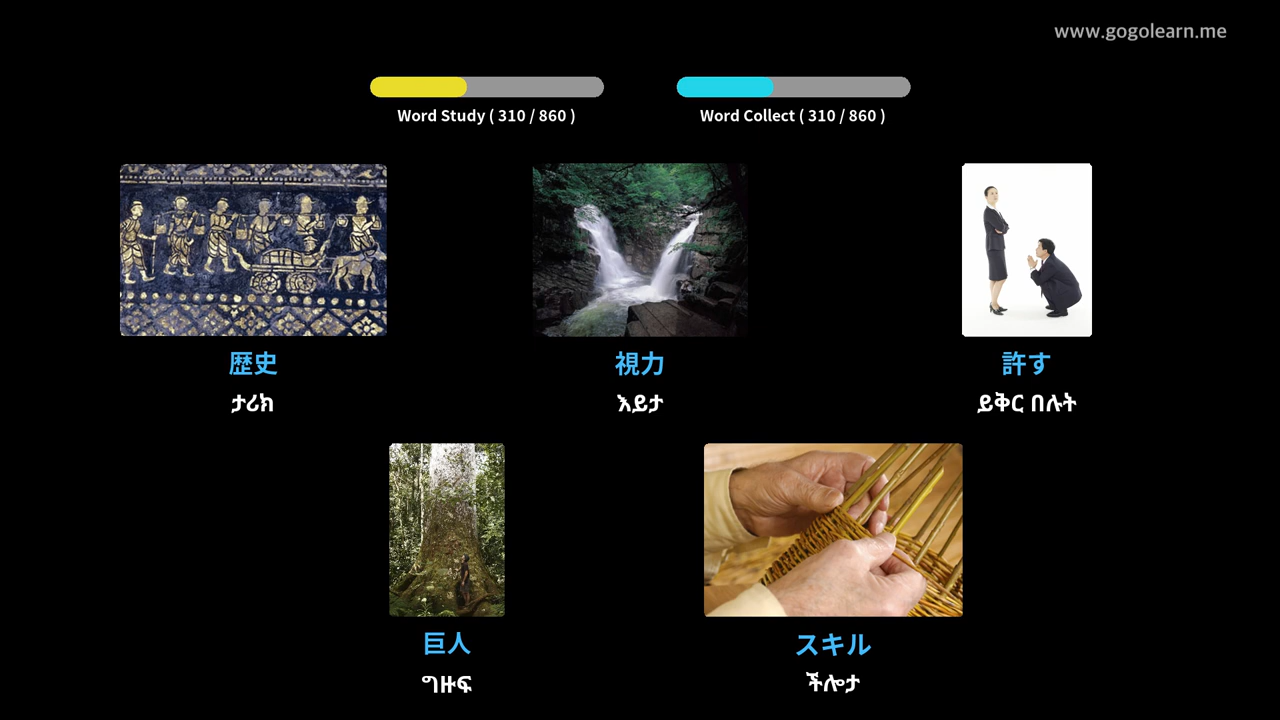 www.gogolearn.me
Word Study ( 310 / 860 )
Word Collect ( 310 / 860 )
歴史
ታሪክ
視力
እይታ
許す
ይቅር በሉት
巨人
ግዙፍ
スキル
ችሎታ